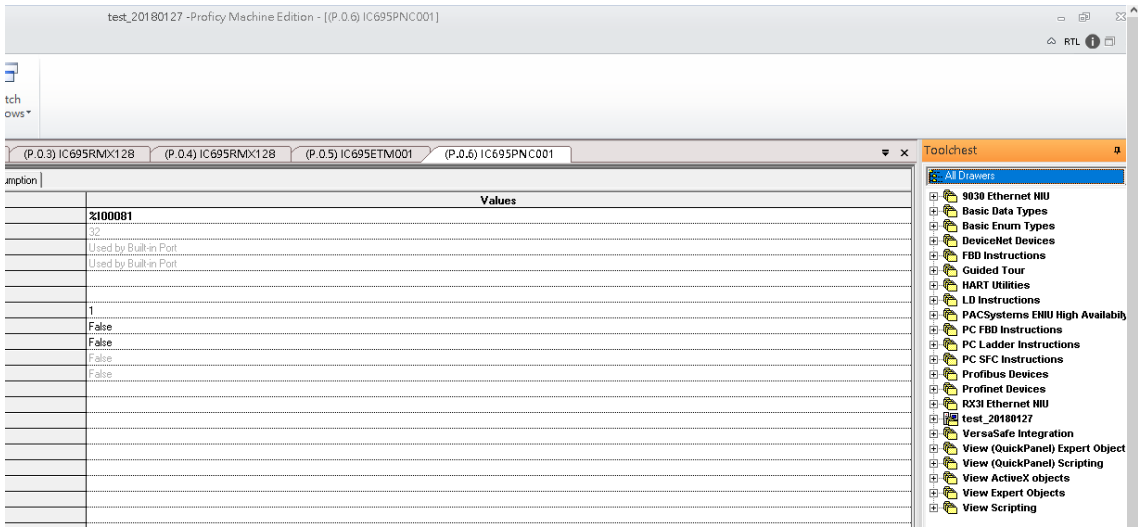 test_20180127 -Proficy Machine Edition - [(P.0.6) IC695PNC001]
RTL
tch
ows
(P.0.3) IC695RMX128 (P.0.4) IC695RMX128 (P.0.5) IC695ETM001 (P.0.6) IC695PNC001
Toolchest
umption
All Drawers
Values
%I00081
32
Used by Built-in Port
Used by Built-in Port
1
False
False
False
False
9030 Ethernet NIU
Basic Data Types
Basic Enum Types
DeviceNet Devices
FBD Instructions
Guided Tour
HART Utilities
LD Instructions
PACSystems ENIU High Availabily
PC FBD Instructions
PC Ladder Instructions
PC SFC Instructions
Profibus Devices
Profinet Devices
RX3I Ethernet NIU
test_20180127
VersaSafe Integration
View (QuickPanel) Expert Object
View (QuickPanel) Scripting
View ActiveX objects
View Expert Objects
View Scripting